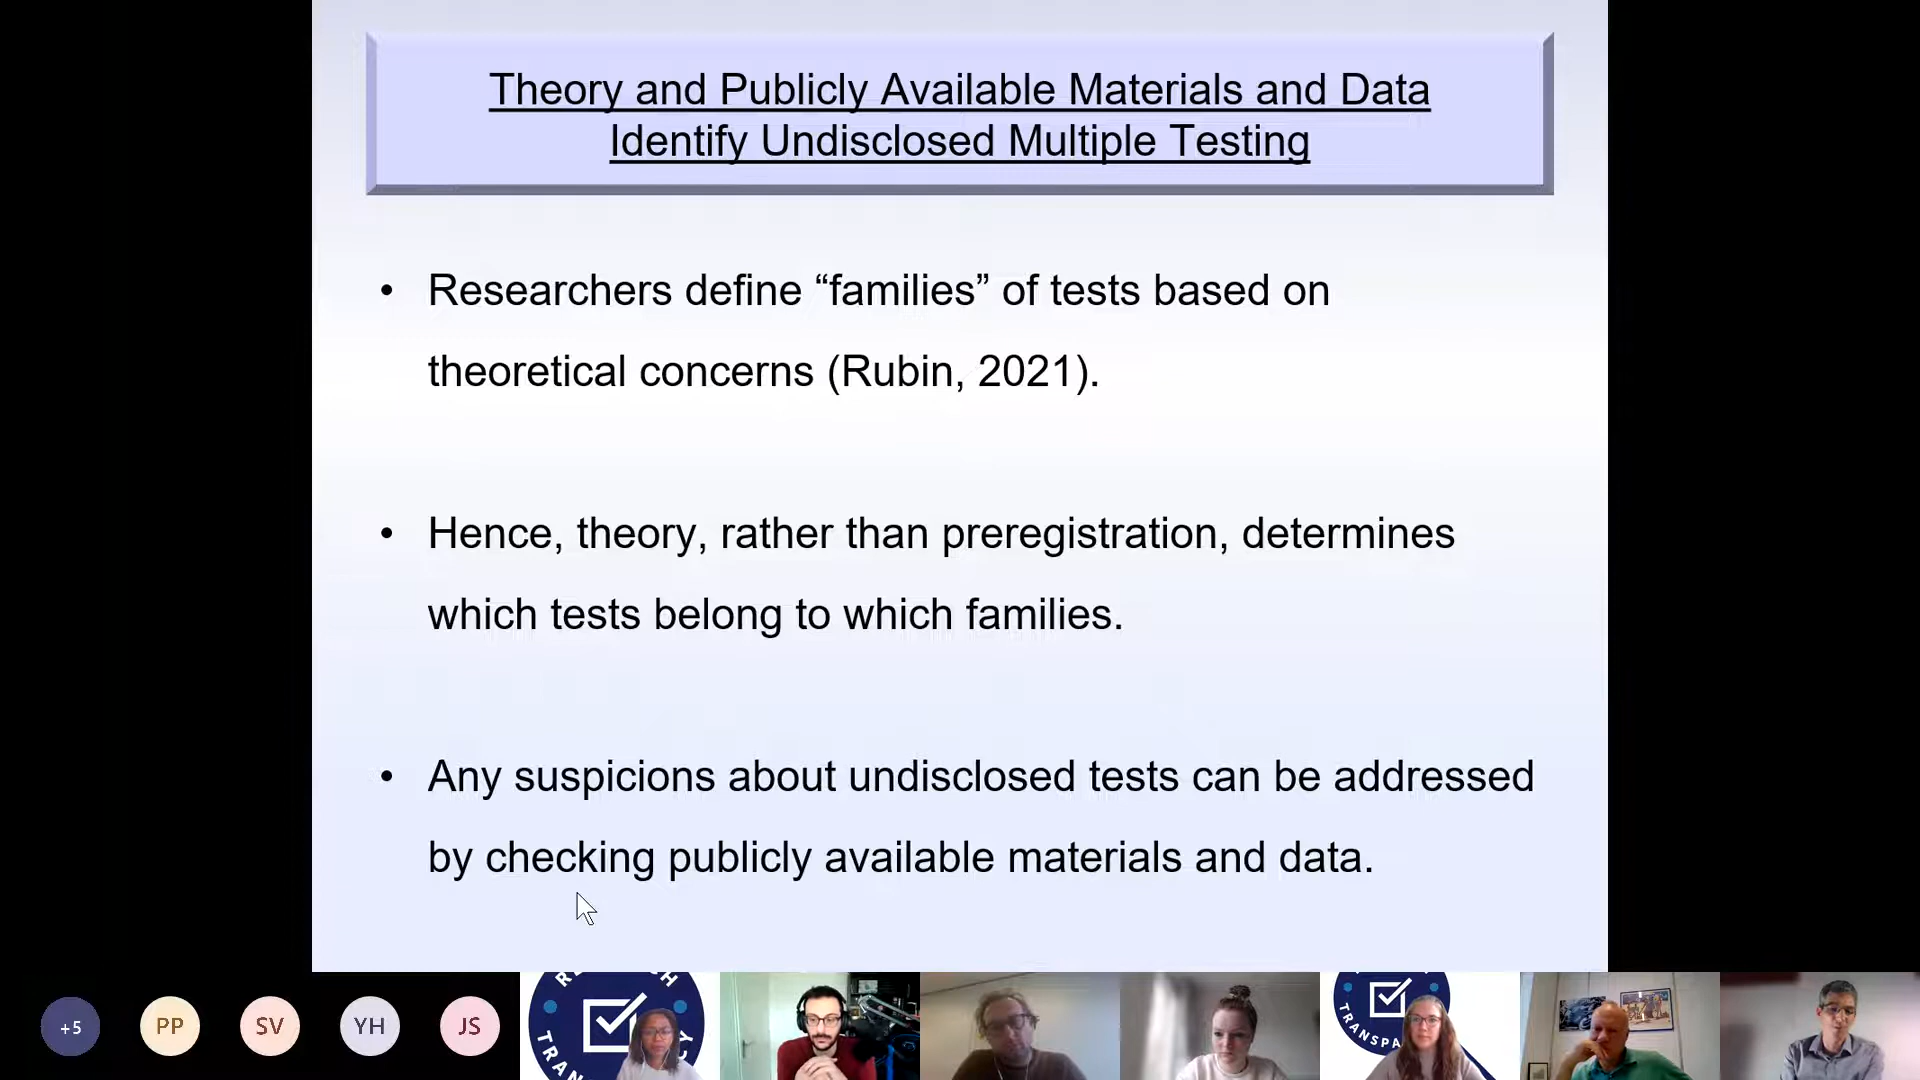 Theory and Publicly Available Materials and Data
Identify Undisclosed Multiple Testing
• Researchers define “families” of tests based on
theoretical concerns (Rubin, 2021).
• Hence, theory, rather than preregistration, determines
which tests belong to which families.
• Any suspicions about undisclosed tests can be addressed
by checking publicly available materials and data.
+5
PP
SV
YH
JS